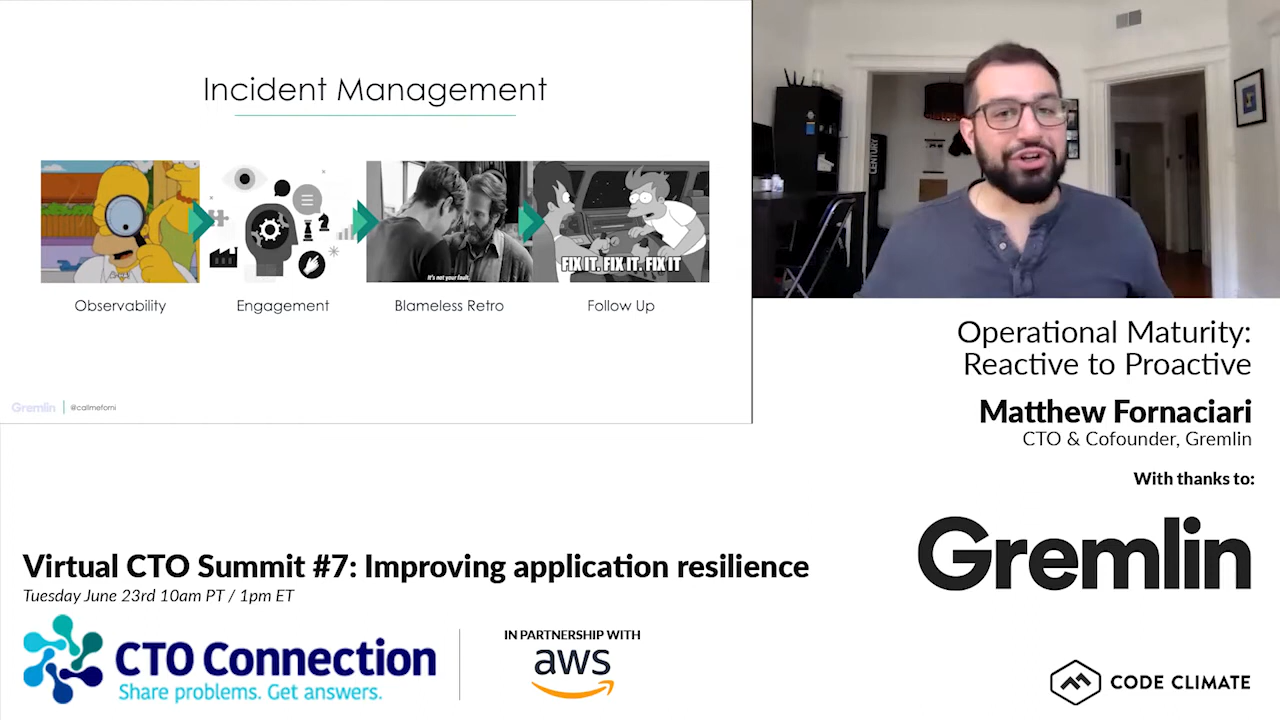 Incident Management
It's not your fault.
FIX IT. FIX IT. FIX IT
Observability
Engagement
Blameless Retro
Follow Up
Gremlin
@callmeforni
CENTURY
Operational Maturity:
Reactive to Proactive
Matthew Fornaciari
CTO & Cofounder, Gremlin
With thanks to:
Gremlin
Virtual CTO Summit #7: Improving application resilience
Tuesday June 23rd 10am PT / 1pm ET
CTO Connection
Share problems. Get answers.
IN PARTNERSHIP WITH
aws
CODE CLIMATE